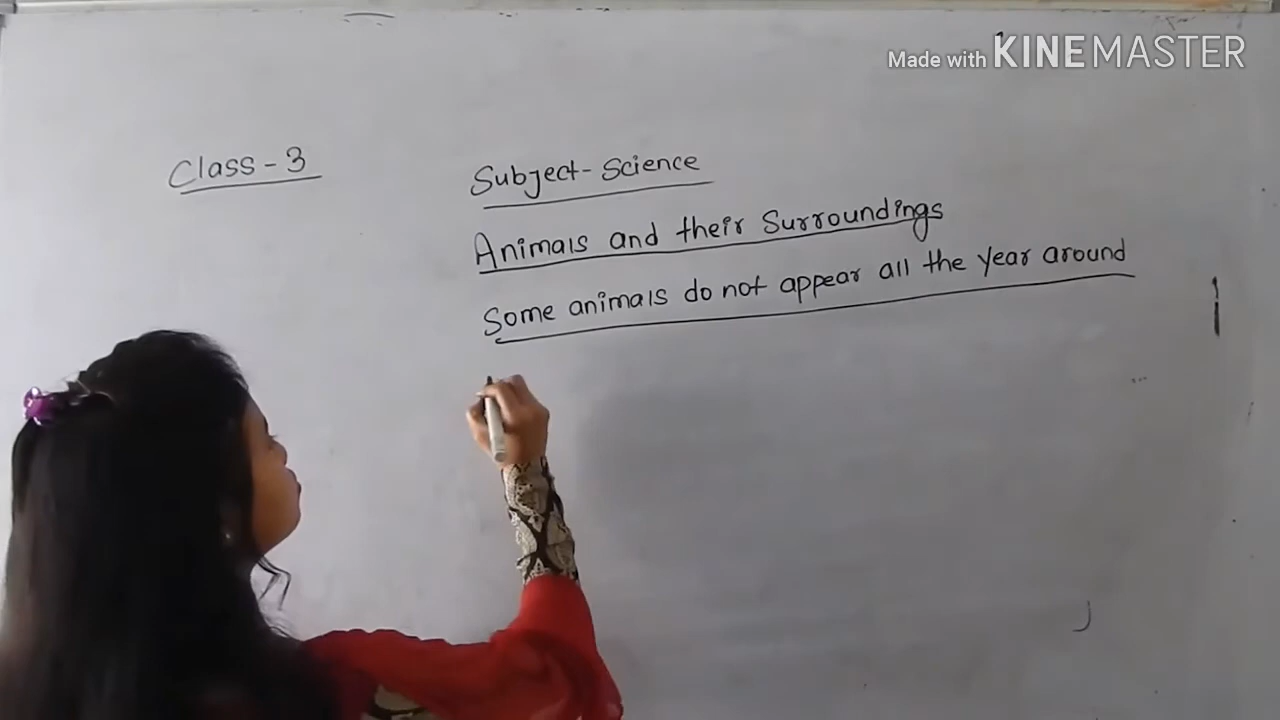 Made with KINEMASTER
Class - 3
Subject - Science
Animals and their Surroundings
Some animals do not appear all the year around